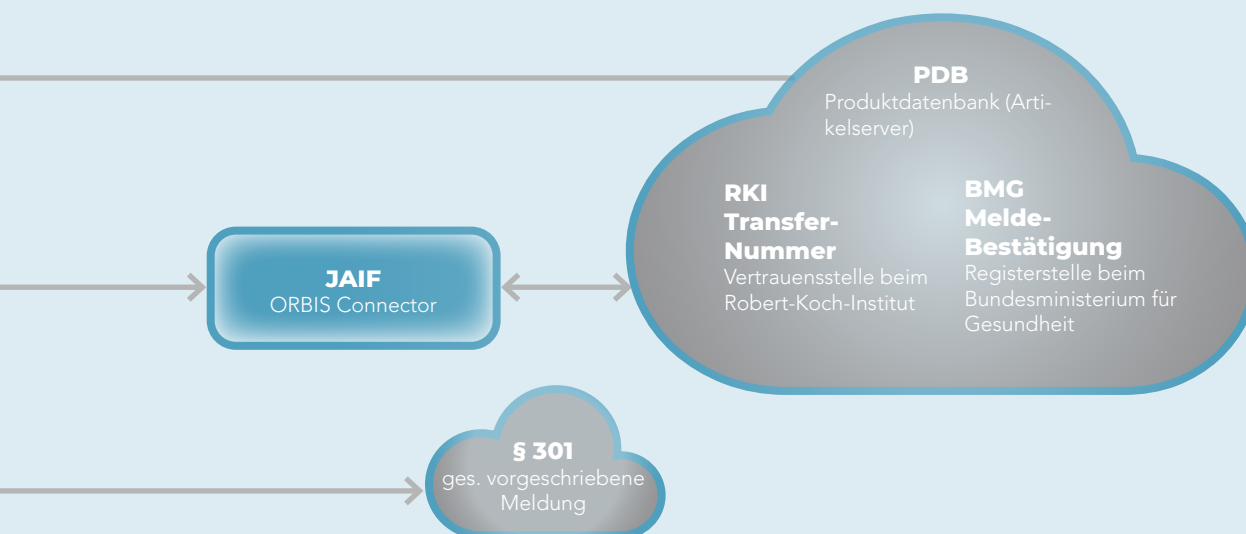 PDB
Produktdatenbank (Arti-
kelserver)
RKI
Transfer-
Nummer
Vertrauensstelle beim
Robert-Koch-Institut
BMG
Melde-
Bestätigung
Registerstelle beim
Bundesministerium für
Gesundheit
JAIF
ORBIS Connector
§ 301
ges. vorgeschriebene
Meldung